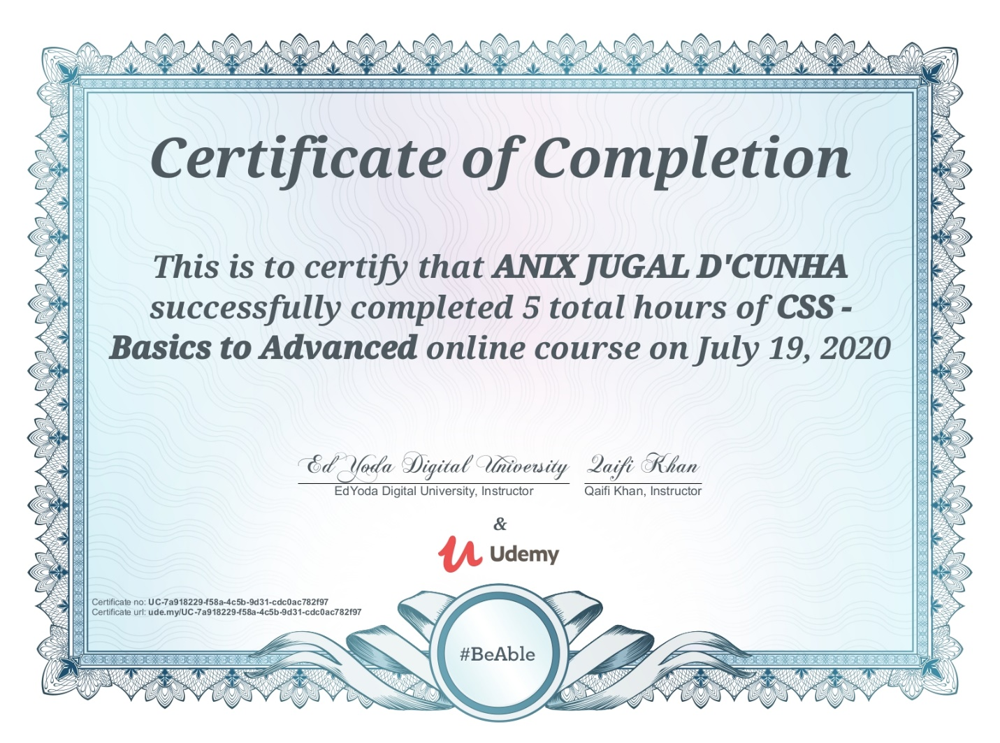 Certificate of Completion
This is to certify that ANIX JUGAL D'CUNHA
successfully completed 5 total hours of CSS -
Basics to Advanced online course on July 19, 2020
Ed Yoda Digital University Qaifi Khan
EdYoda Digital University, Instructor Qaifi Khan, Instructor
&
Udemy
Certificate no: UC-7a918229-f58a-4c5b-9d31-cdc0ac782f97
Certificate url: ude.my/UC-7a918229-f58a-4c5b-9d31-cdc0ac782f97
#BeAble